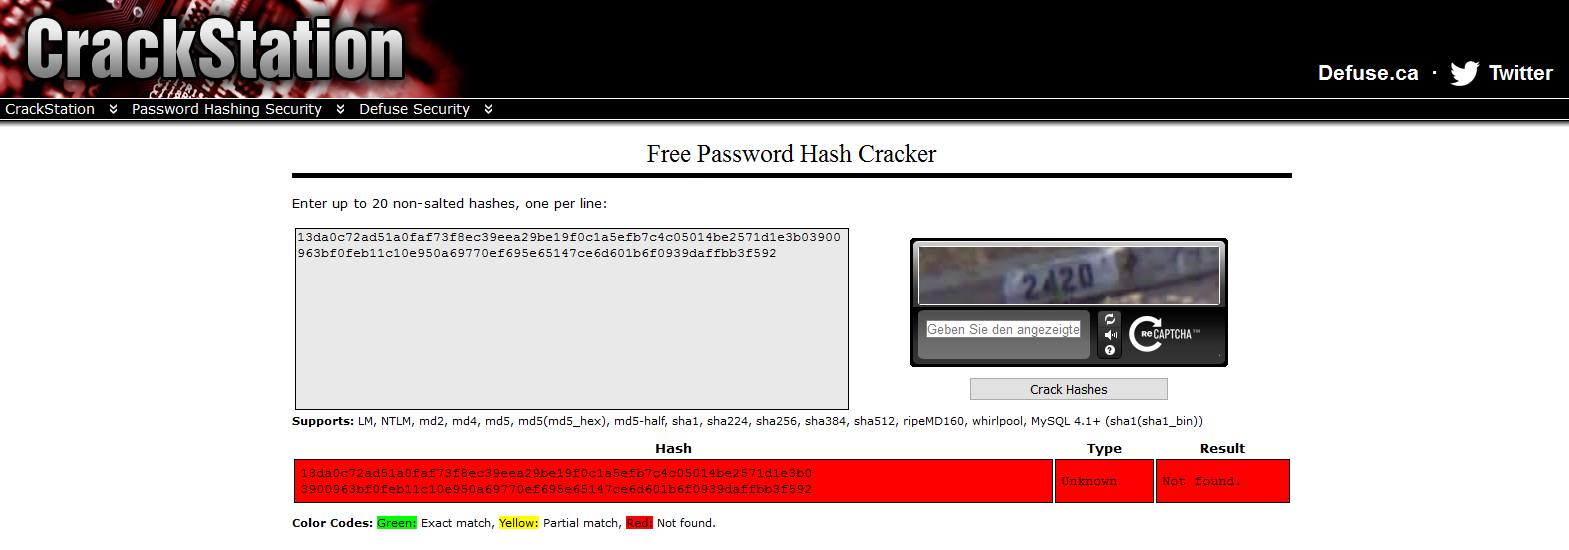 CrackStation
Defuse.ca · Twitter
CrackStation Password Hashing Security Defuse Security
Free Password Hash Cracker
Enter up to 20 non-salted hashes, one per line:
13da0c72ad51a0faf73f8ec39eea29be19f0c1a5efb7c4c05014be2571d1e3b03900
963bf0feb11c10e950a69770ef695e65147ce6d601b6f0939daffbb3f592
2420
Geben Sie den angezeigte
reCAPTCHA™
Crack Hashes
Supports: LM, NTLM, md2, md4, md5, md5(md5_hex), md5-half, sha1, sha224, sha256, sha384, sha512, ripeMD160, whirlpool, MySQL 4.1+ (sha1(sha1_bin))
Hash Type Result
13da0c72ad51a0faf73f8ec39eea29be19f0c1a5efb7c4c05014be2571d1e3b0
3900963bf0feb11c10e950a69770ef695e65147ce6d601b6f0939daffbb3f592
Unknown
Not found.
Color Codes: Green: Exact match, Yellow: Partial match, Red: Not found.